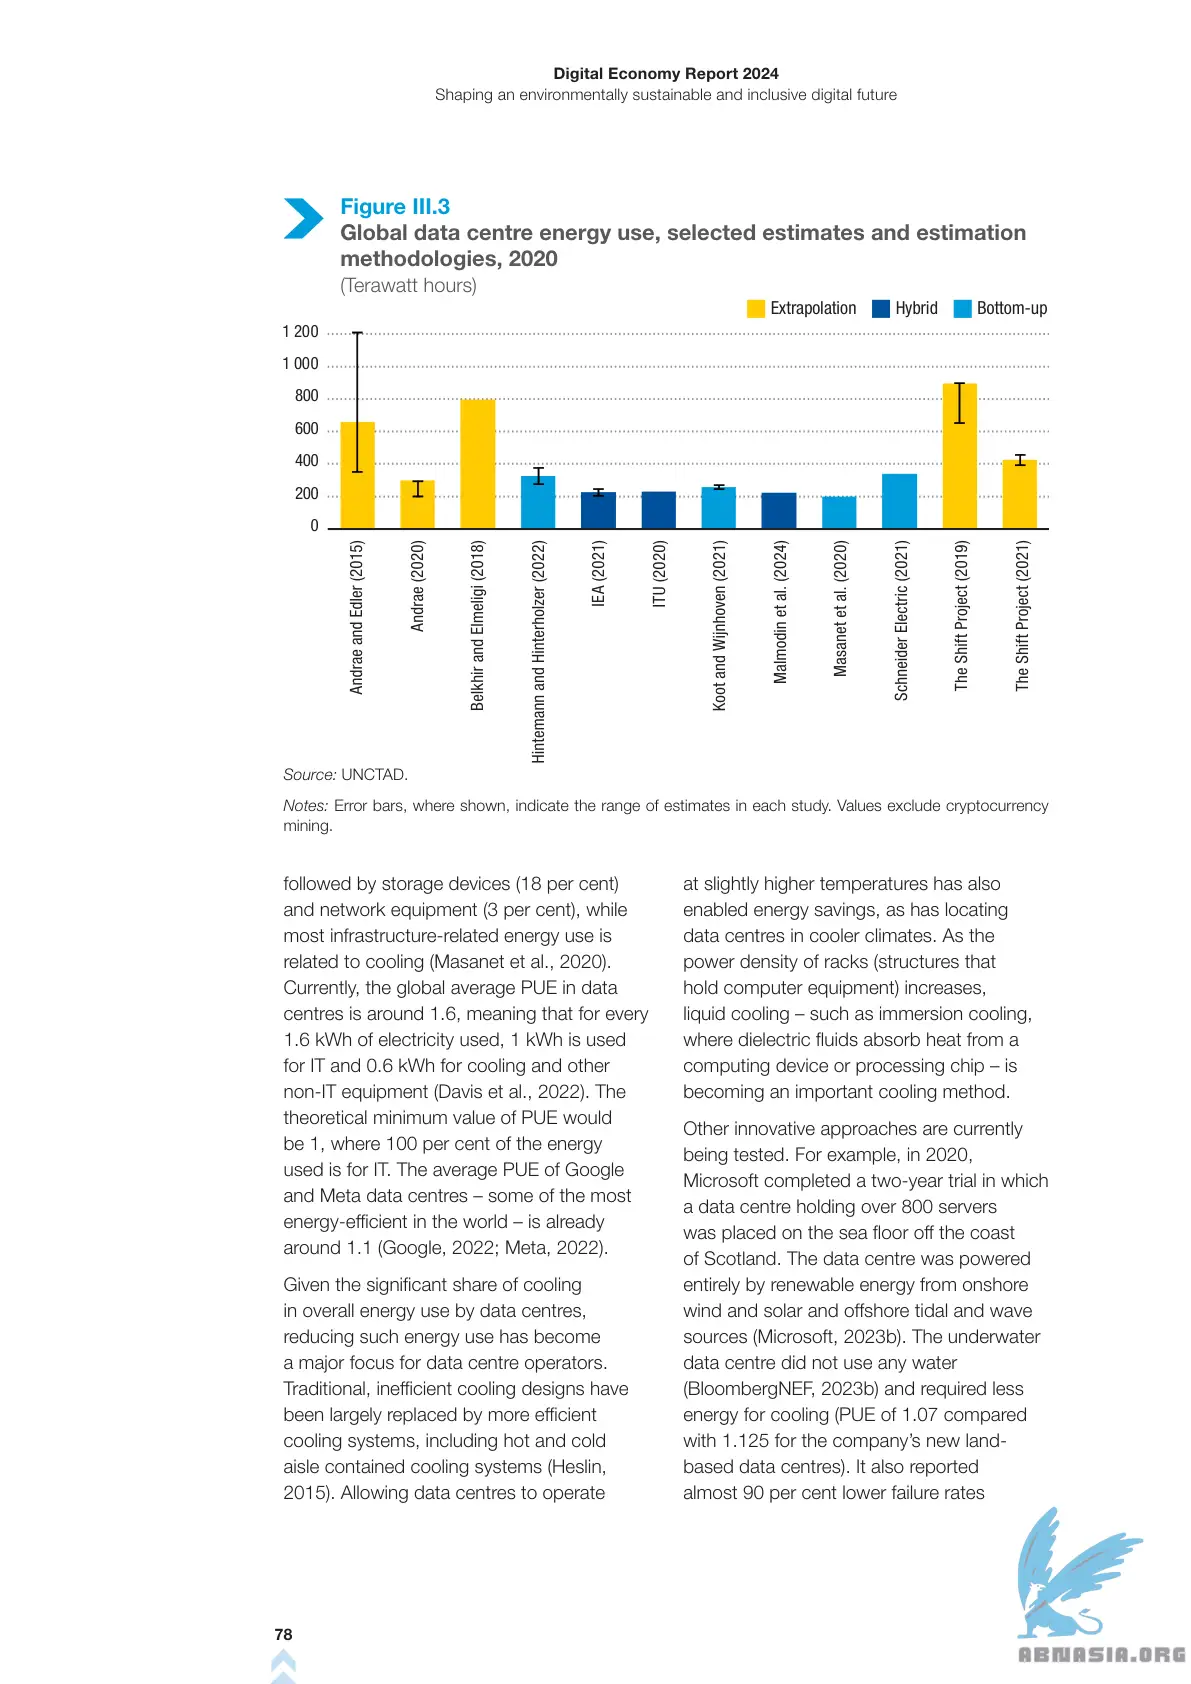 Digital Economy Report 2024
Shaping an environmentally sustainable and inclusive digital future
Figure III.3
Global data centre energy use, selected estimates and estimation
methodologies, 2020
(Terawatt hours)
Extrapolation Hybrid Bottom-up
1 200
1 000
800
600
400
200
0
Andrae and Edler (2015)
Andrae (2020)
Belkhir and Elmeligi (2018)
Hintemann and Hinterholzer (2022)
IEA (2021)
ITU (2020)
Koot and Wijnhoven (2021)
Malmodin et al. (2024)
Masanet et al. (2020)
Schneider Electric (2021)
The Shift Project (2019)
The Shift Project (2021)
Source: UNCTAD.
Notes: Error bars, where shown, indicate the range of estimates in each study. Values exclude cryptocurrency
mining.
followed by storage devices (18 per cent)
and network equipment (3 per cent), while
most infrastructure-related energy use is
related to cooling (Masanet et al., 2020).
Currently, the global average PUE in data
centres is around 1.6, meaning that for every
1.6 kWh of electricity used, 1 kWh is used
for IT and 0.6 kWh for cooling and other
non-IT equipment (Davis et al., 2022). The
theoretical minimum value of PUE would
be 1, where 100 per cent of the energy
used is for IT. The average PUE of Google
and Meta data centres – some of the most
energy-efficient in the world – is already
around 1.1 (Google, 2022; Meta, 2022).
Given the significant share of cooling
in overall energy use by data centres,
reducing such energy use has become
a major focus for data centre operators.
Traditional, inefficient cooling designs have
been largely replaced by more efficient
cooling systems, including hot and cold
aisle contained cooling systems (Heslin,
2015). Allowing data centres to operate
at slightly higher temperatures has also
enabled energy savings, as has locating
data centres in cooler climates. As the
power density of racks (structures that
hold computer equipment) increases,
liquid cooling – such as immersion cooling,
where dielectric fluids absorb heat from a
computing device or processing chip – is
becoming an important cooling method.
Other innovative approaches are currently
being tested. For example, in 2020,
Microsoft completed a two-year trial in which
a data centre holding over 800 servers
was placed on the sea floor off the coast
of Scotland. The data centre was powered
entirely by renewable energy from onshore
wind and solar and offshore tidal and wave
sources (Microsoft, 2023b). The underwater
data centre did not use any water
(BloombergNEF, 2023b) and required less
energy for cooling (PUE of 1.07 compared
with 1.125 for the company's new land-
based data centres). It also reported
almost 90 per cent lower failure rates
78
ABNASIA.ORG